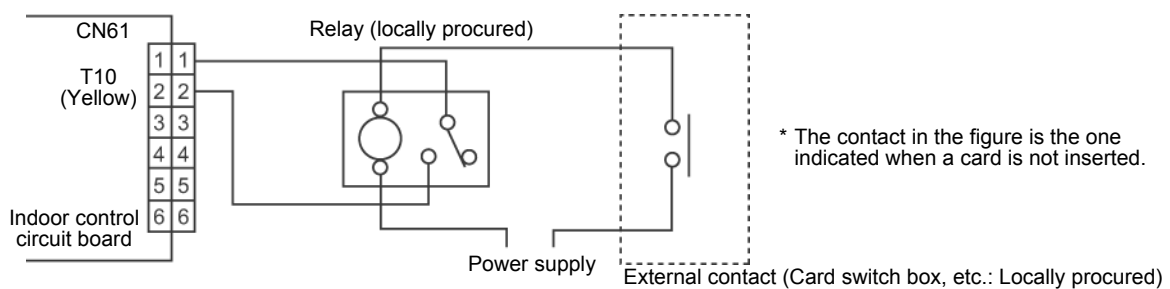 CN61
Relay (locally procured)
T10
(Yellow)
1 1
2 2
3 3
4 4
5 5
6 6
* The contact in the figure is the one
indicated when a card is not inserted.
Indoor control
circuit board
Power supply
External contact (Card switch box, etc.: Locally procured)